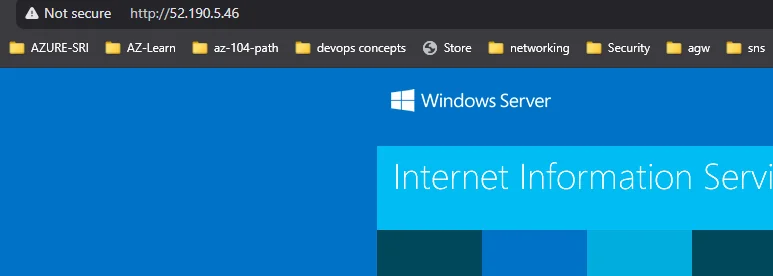 Not secure http://52.190.5.46
AZURE-SRI AZ-Learn az-104-path devops concepts Store networking Security agw sns
Windows Server
Internet Information Servi